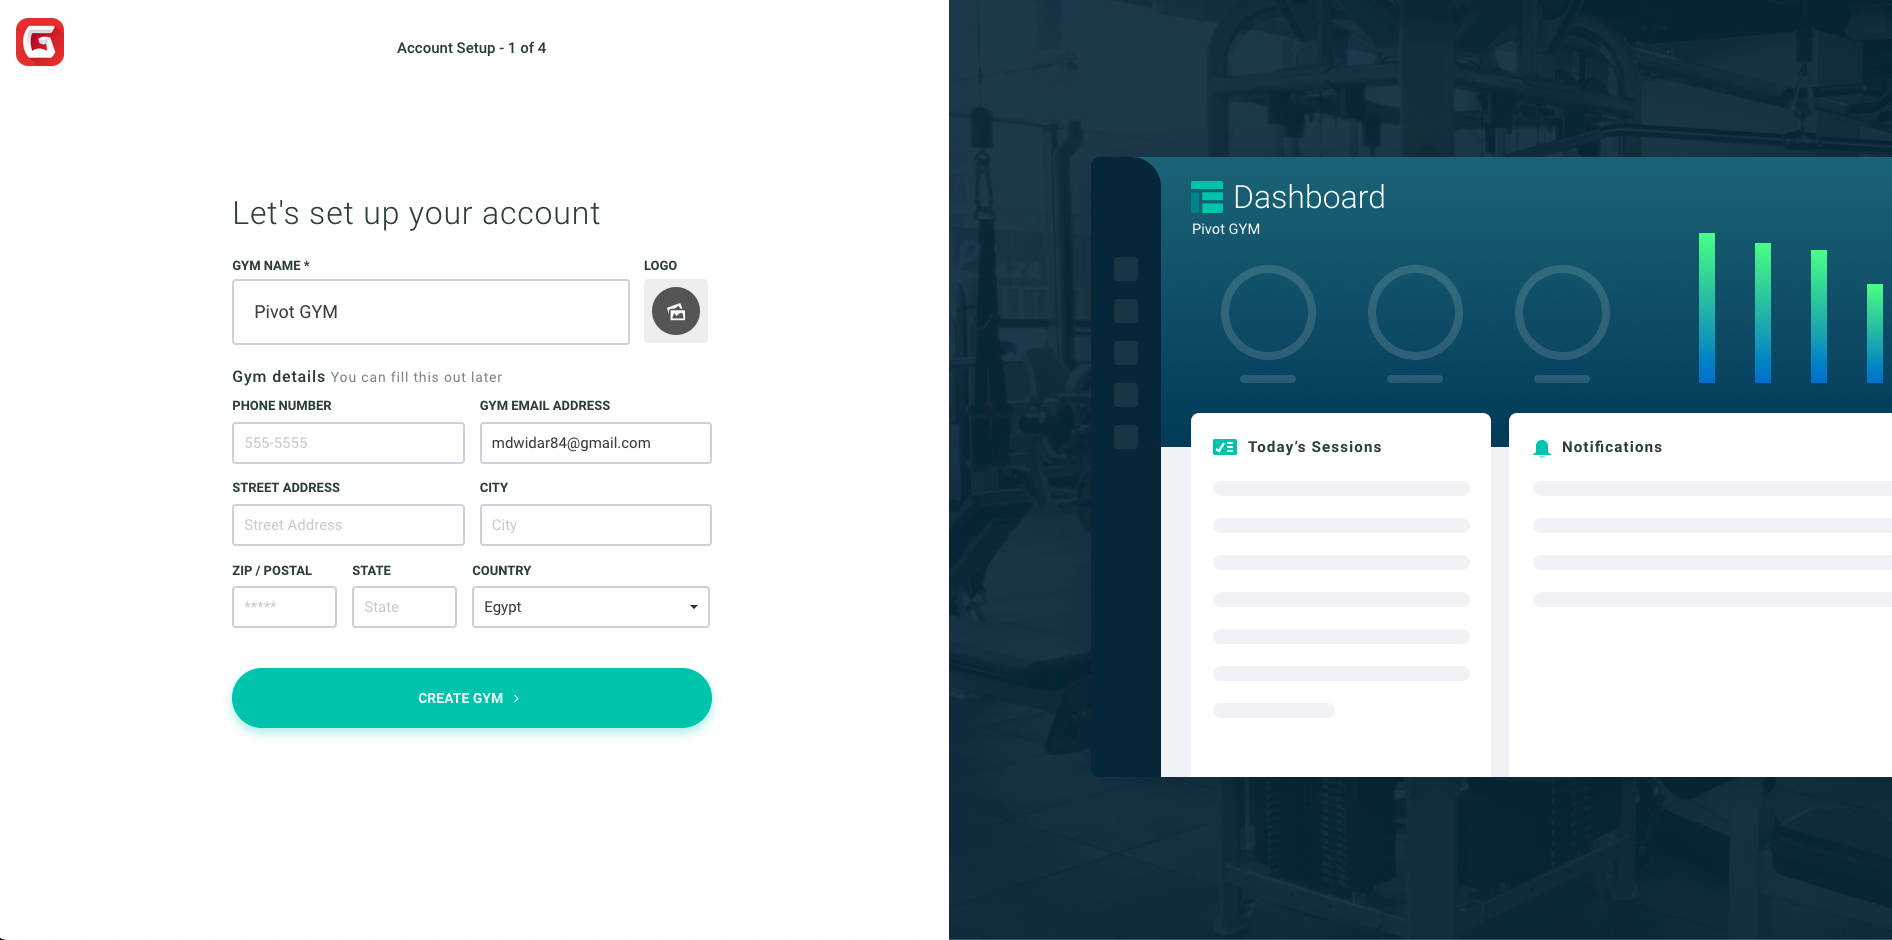 Account Setup - 1 of 4
Let's set up your account
GYM NAME *
LOGO
Pivot GYM
Gym details You can fill this out later
PHONE NUMBER
GYM EMAIL ADDRESS
555-5555
mdwidar84@gmail.com
STREET ADDRESS
CITY
Street Address
City
ZIP / POSTAL
STATE
COUNTRY
*****
State
Egypt
CREATE GYM >
Dashboard
Pivot GYM
Today’s Sessions
Notifications